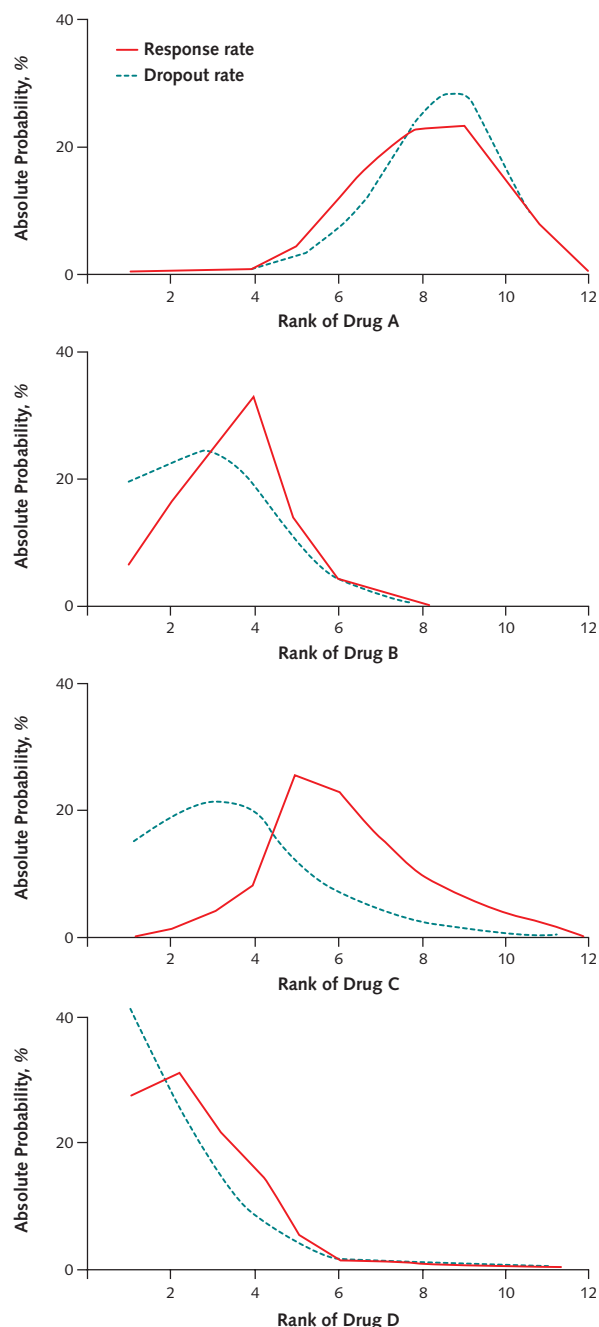 40
20
0
Absolute Probability, %
Response rate
Dropout rate
2 4 6 8 10 12
Rank of Drug A
40
20
0
Absolute Probability, %
2 4 6 8 10 12
Rank of Drug B
40
20
0
Absolute Probability, %
2 4 6 8 10 12
Rank of Drug C
40
20
0
Absolute Probability, %
2 4 6 8 10 12
Rank of Drug D